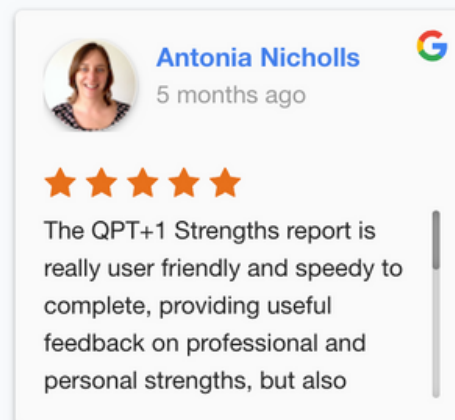 Antonia Nicholls
5 months ago
The QPT+1 Strengths report is
really user friendly and speedy to
complete, providing useful
feedback on professional and
personal strengths, but also